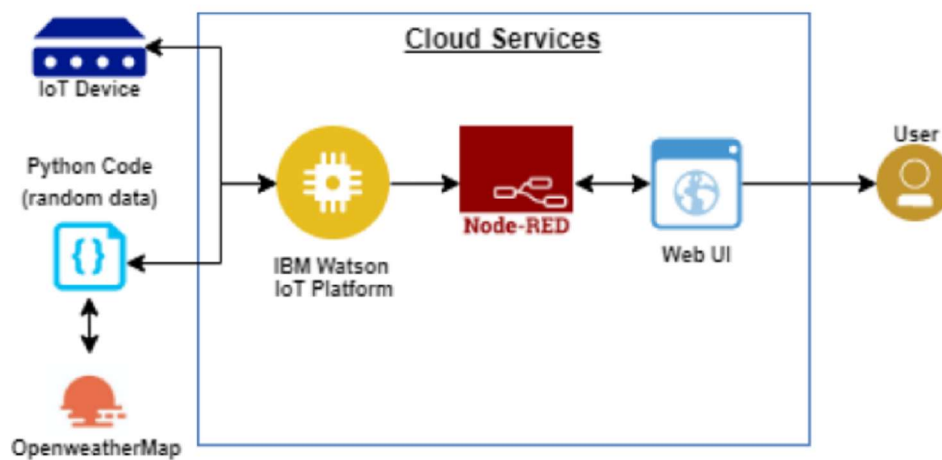 Cloud Services
IoT Device
Python Code
(random data)
{}
OpenweatherMap
IBM Watson
IoT Platform
Node-RED
Web UI
User